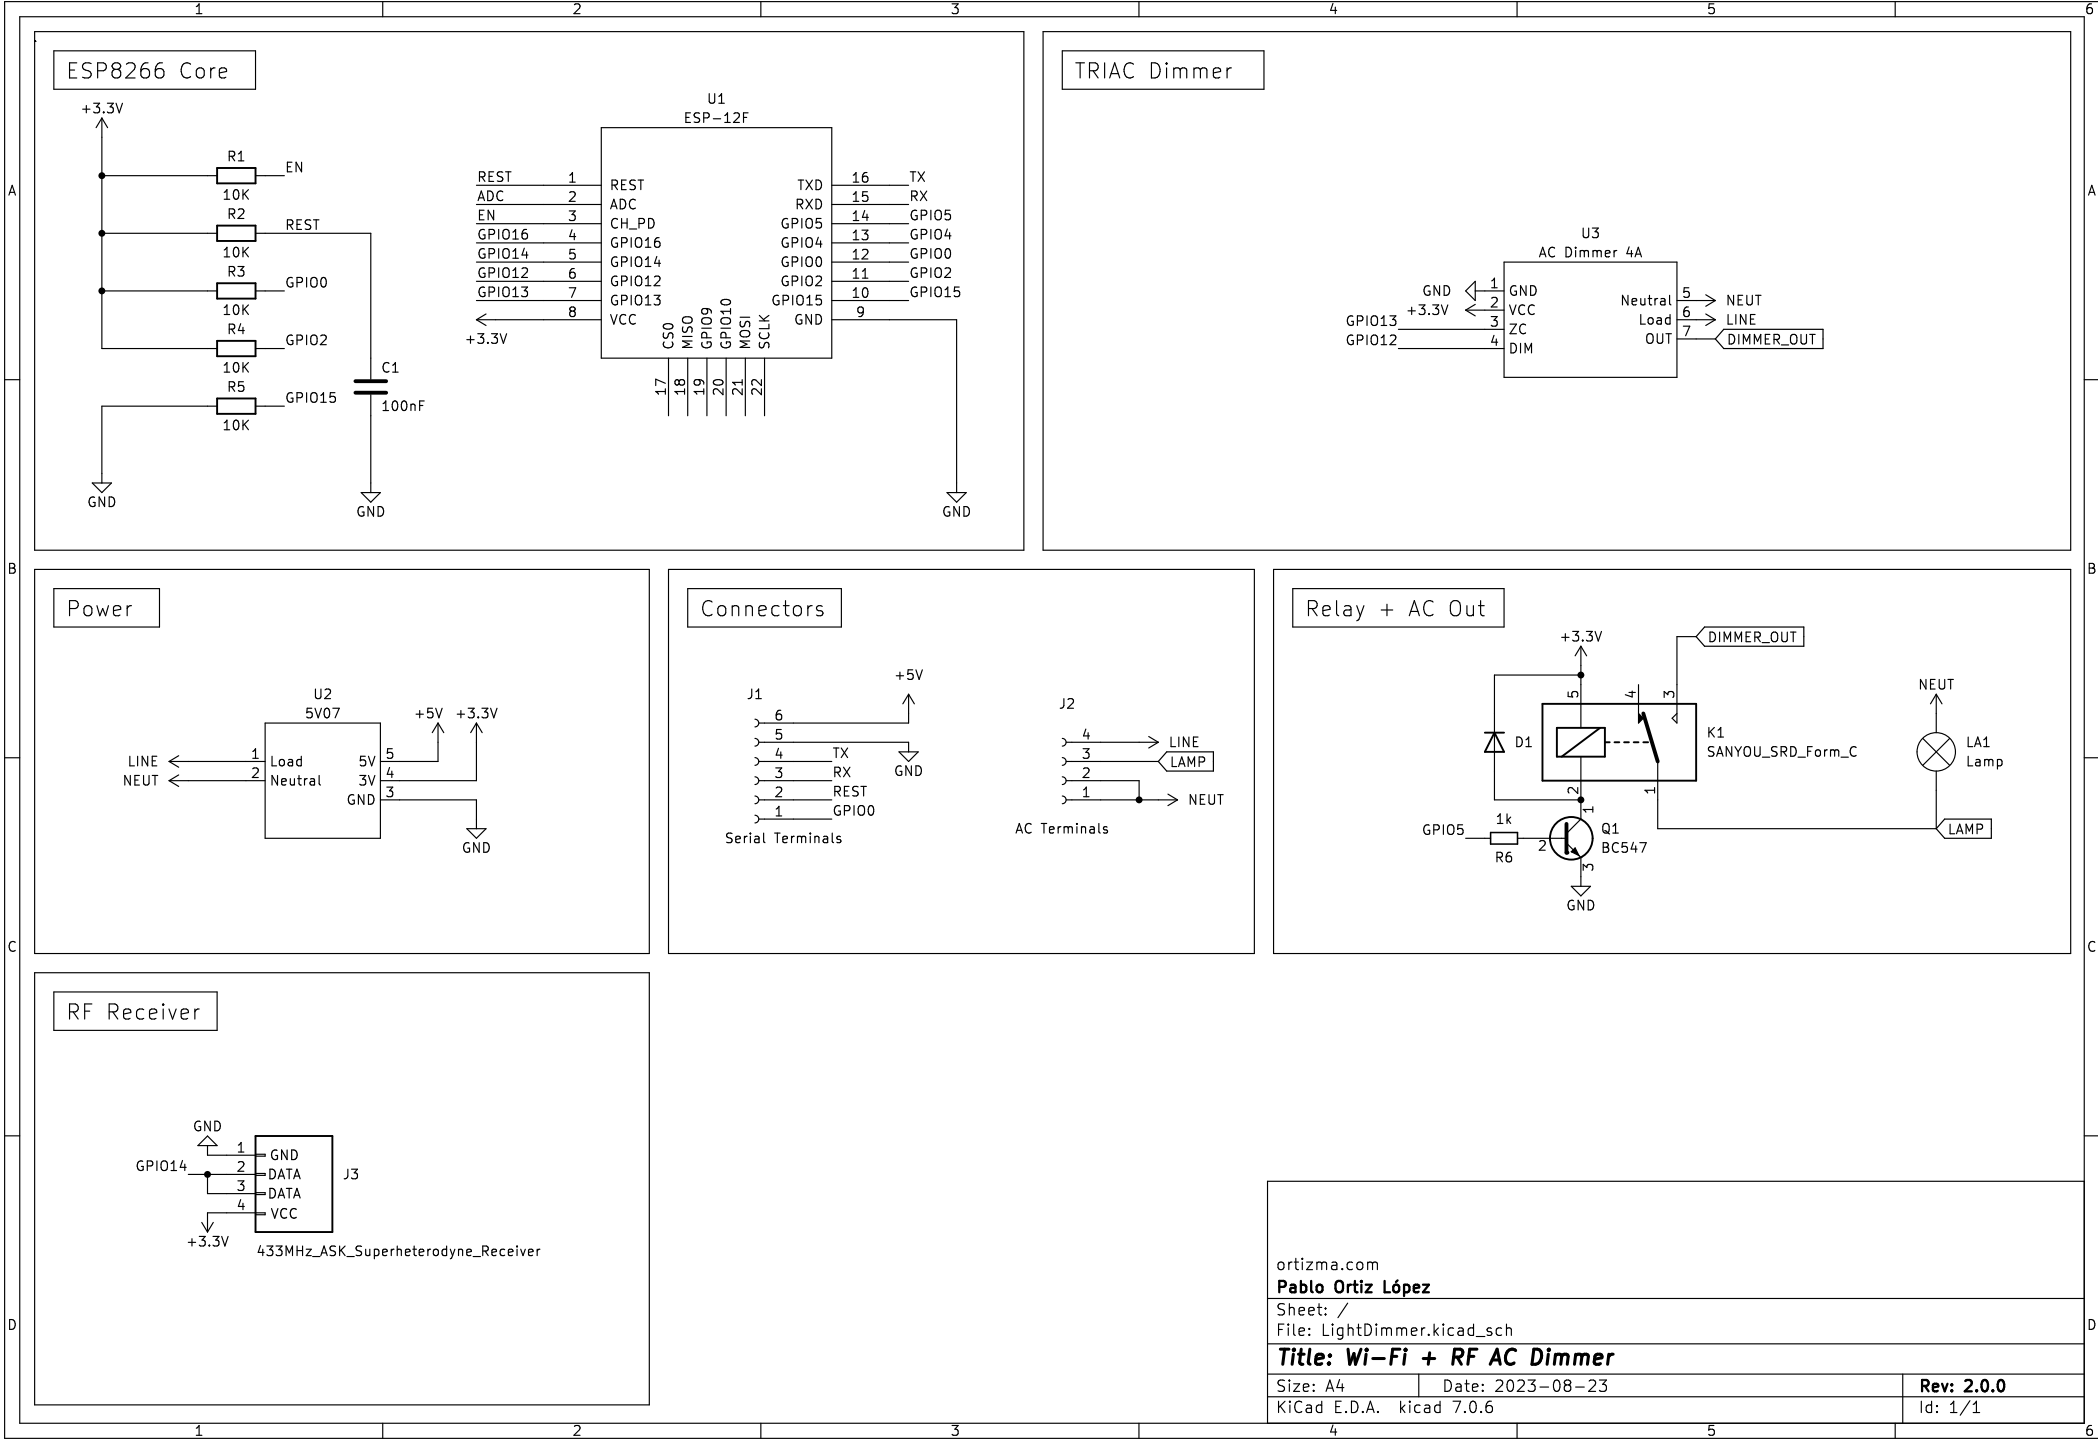 1 2 3 4 5 6
A
B
C
D
A
B
C
D
ESP8266 Core
+3.3V
R1
EN
10K
R2
REST
10K
R3
GPIO0
10K
R4
GPIO2
10K
R5
GPIO15
10K
GND
C1
100nF
GND
U1
ESP-12F
REST 1 REST
ADC 2 ADC
EN 3 CH_PD
GPIO16 4 GPIO16
GPIO14 5 GPIO14
GPIO12 6 GPIO12
GPIO13 7 GPIO13
8 VCC
+3.3V
TXD 16 TX
RXD 15 RX
GPIO5 14 GPIO5
GPIO4 13 GPIO4
GPIO0 12 GPIO0
GPIO2 11 GPIO2
GPIO15 10 GPIO15
GND 9
CS0 MISO GPIO9 GPIO10 MOSI SCLK
17 18 19 20 21 22
GND
TRIAC Dimmer
U3
AC Dimmer 4A
GND 1 GND
+3.3V 2 VCC
GPIO13 3 ZC
GPIO12 4 DIM
Neutral 5 NEUT
Load 6 LINE
OUT 7 DIMMER_OUT
Power
U2
5V07
LINE 1 Load
NEUT 2 Neutral
+5V +3.3V
5V 5
3V 4
GND 3
GND
Connectors
J1
+5V
6
5
4 TX
3 RX
2 REST
1 GPIO0
GND
Serial Terminals
J2
4 LINE
3 LAMP
2
1 NEUT
AC Terminals
Relay + AC Out
+3.3V
DIMMER_OUT
5 4 3
D1
K1
SANYOU_SRD_Form_C
2 1
1
GPIO5
1k
R6
2
Q1
BC547
3
GND
NEUT
LA1
Lamp
LAMP
RF Receiver
GND
1 GND
GPIO14 2 DATA
3 DATA
4 VCC
+3.3V
J3
433MHz_ASK_Superheterodyne_Receiver
ortizma.com
Pablo Ortiz López
Sheet: /
File: LightDimmer.kicad_sch
Title: Wi-Fi + RF AC Dimmer
Size: A4 Date: 2023-08-23 Rev: 2.0.0
KiCad E.D.A. kicad 7.0.6 Id: 1/1
1 2 3 4 5 6